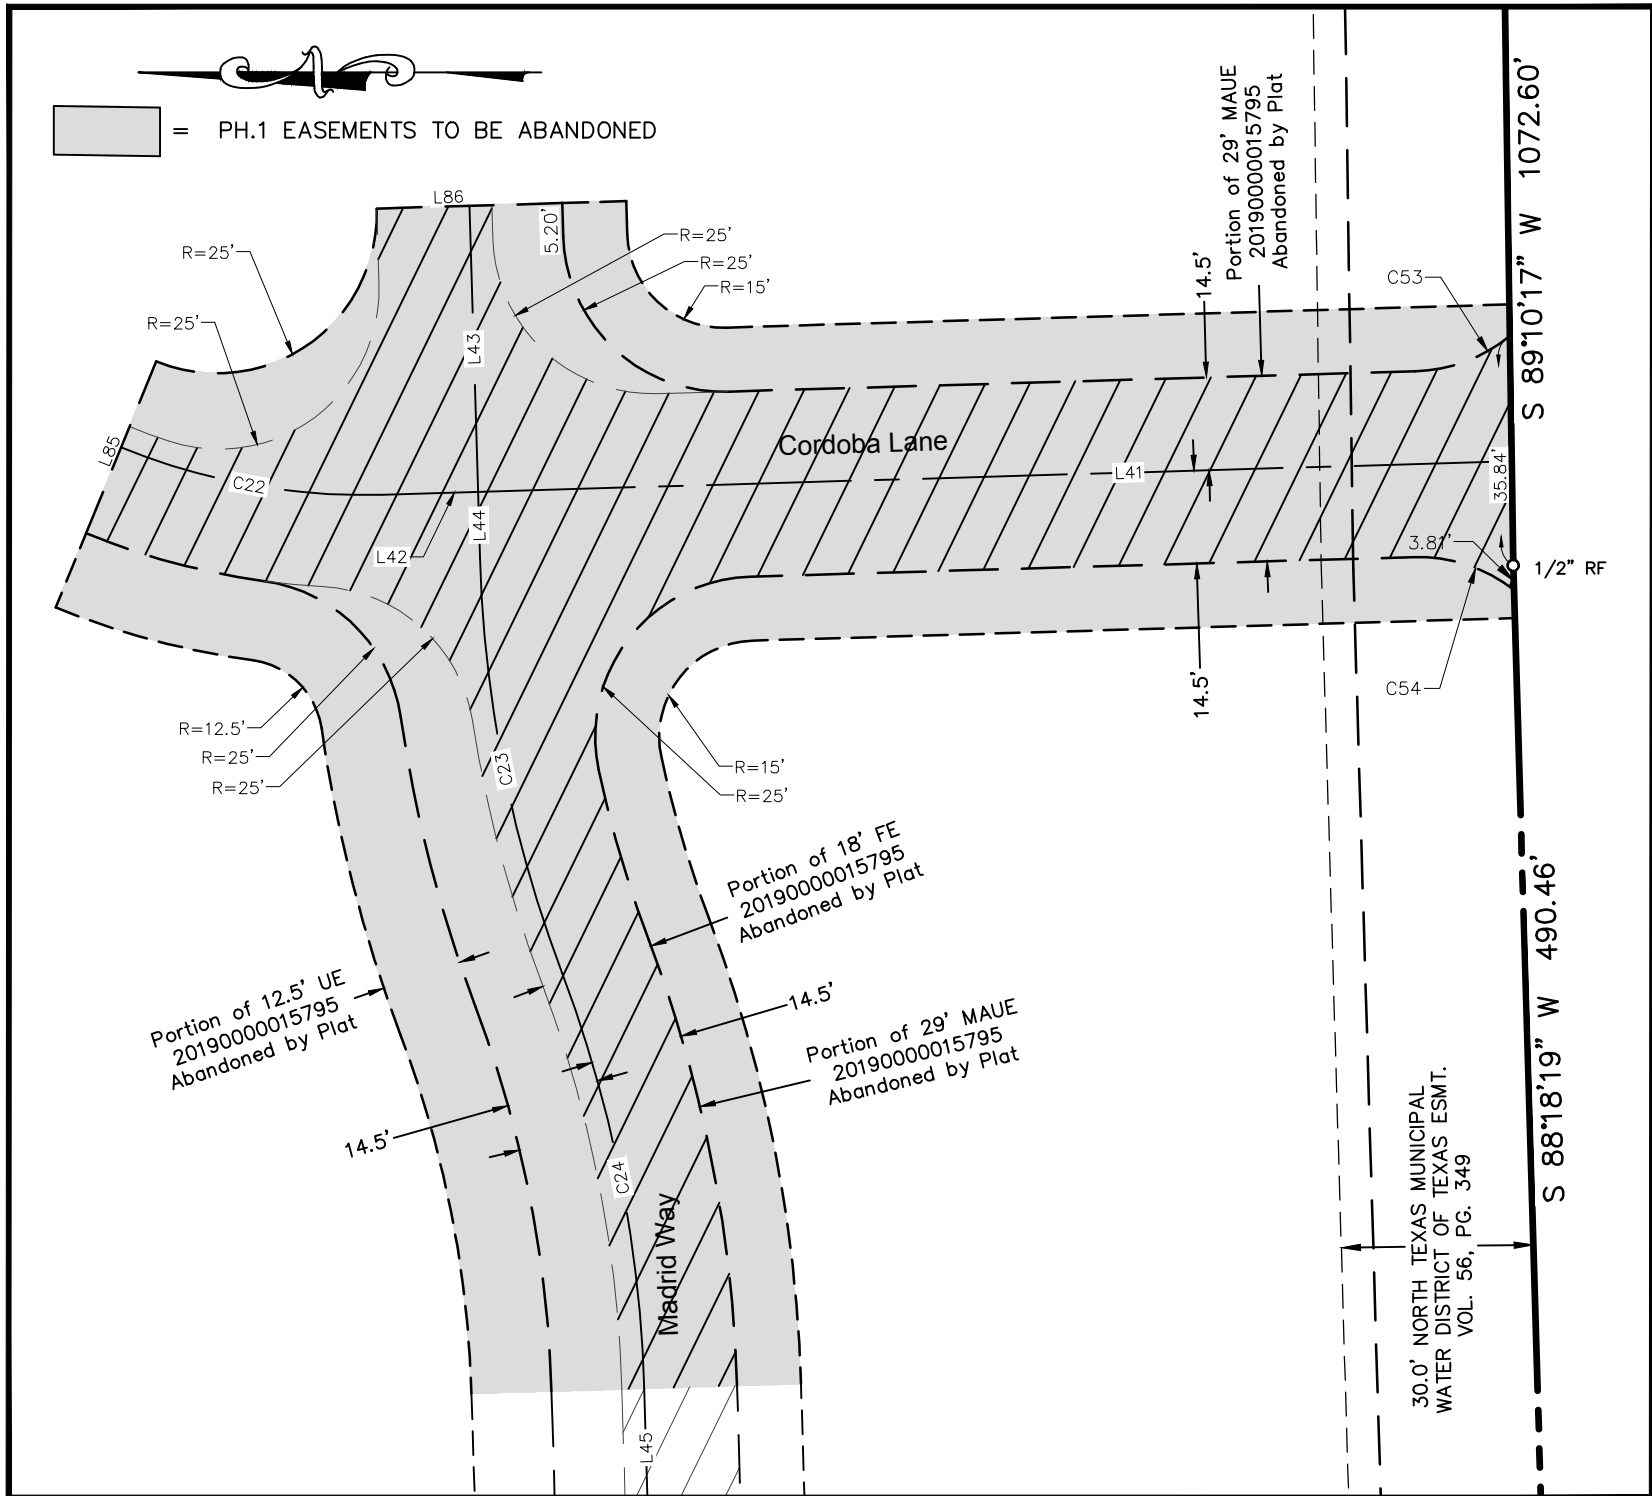 N
= PH.1 EASEMENTS TO BE ABANDONED
L86
5.20'
R=25'
R=25'
R=25'
R=25'
R=15'
L43
L85
C22
L42
L44
14.5'
Portion of 29' MAUE
20190000015795
Abandoned by Plat
C53
S 89°10'17" W 1072.60'
Cordoba Lane
L41
35.84'
3.81'
1/2" RF
C54
14.5'
R=12.5'
R=25'
R=25'
C23
R=15'
R=25'
Portion of 18' FE
20190000015795
Abandoned by Plat
Portion of 12.5' UE
20190000015795
Abandoned by Plat
14.5'
Portion of 29' MAUE
20190000015795
Abandoned by Plat
14.5'
C24
Madrid Way
L45
30.0' NORTH TEXAS MUNICIPAL
WATER DISTRICT OF TEXAS ESMT.
VOL. 56, PG. 349
S 88°18'19" W 490.46'